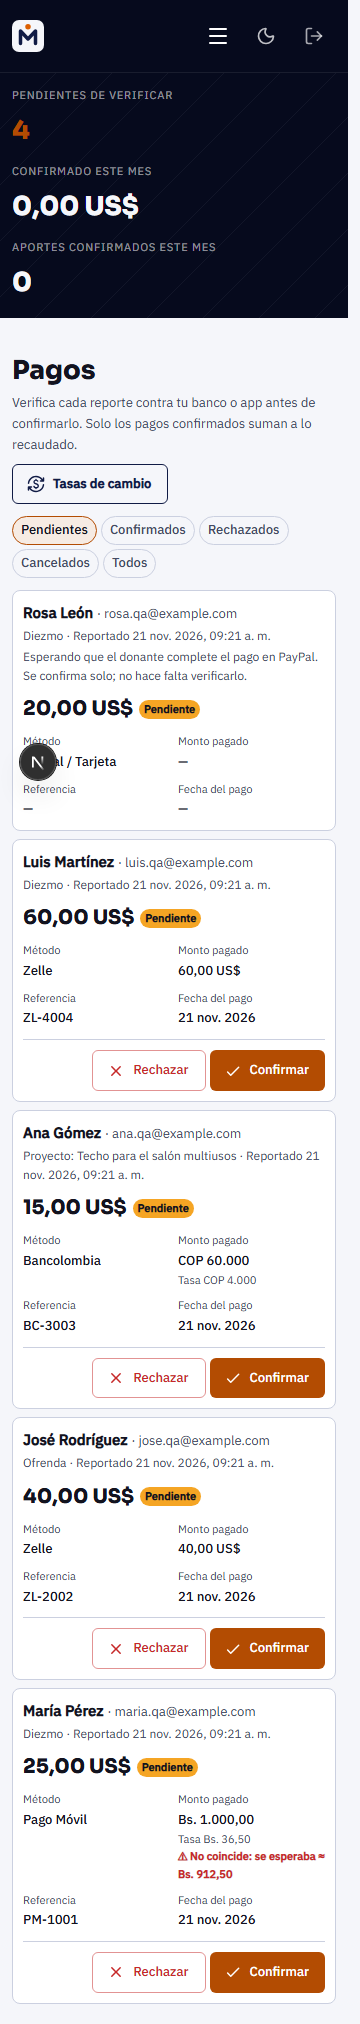 M
PENDIENTES DE VERIFICAR
4
CONFIRMADO ESTE MES
0,00 US$
APORTES CONFIRMADOS ESTE MES
0
Pagos
Verifica cada reporte contra tu banco o app antes de
confirmarlo. Solo los pagos confirmados suman a lo
recaudado.
Tasas de cambio
Pendientes Confirmados Rechazados
Cancelados Todos
Rosa León · rosa.qa@example.com
Diezmo · Reportado 21 nov. 2026, 09:21 a. m.
Esperando que el donante complete el pago en PayPal.
Se confirma solo; no hace falta verificarlo.
20,00 US$ Pendiente
Método Monto pagado
N al / Tarjeta —
Referencia Fecha del pago
— —
Luis Martínez · luis.qa@example.com
Diezmo · Reportado 21 nov. 2026, 09:21 a. m.
60,00 US$ Pendiente
Método Monto pagado
Zelle 60,00 US$
Referencia Fecha del pago
ZL-4004 21 nov. 2026
Rechazar Confirmar
Ana Gómez · ana.qa@example.com
Proyecto: Techo para el salón multiusos · Reportado 21
nov. 2026, 09:21 a. m.
15,00 US$ Pendiente
Método Monto pagado
Bancolombia COP 60.000
Tasa COP 4.000
Referencia Fecha del pago
BC-3003 21 nov. 2026
Rechazar Confirmar
José Rodríguez · jose.qa@example.com
Ofrenda · Reportado 21 nov. 2026, 09:21 a. m.
40,00 US$ Pendiente
Método Monto pagado
Zelle 40,00 US$
Referencia Fecha del pago
ZL-2002 21 nov. 2026
Rechazar Confirmar
María Pérez · maria.qa@example.com
Diezmo · Reportado 21 nov. 2026, 09:21 a. m.
25,00 US$ Pendiente
Método Monto pagado
Pago Móvil Bs. 1.000,00
Tasa Bs. 36,50
⚠ No coincide: se esperaba ≈
Bs. 912,50
Referencia Fecha del pago
PM-1001 21 nov. 2026
Rechazar Confirmar